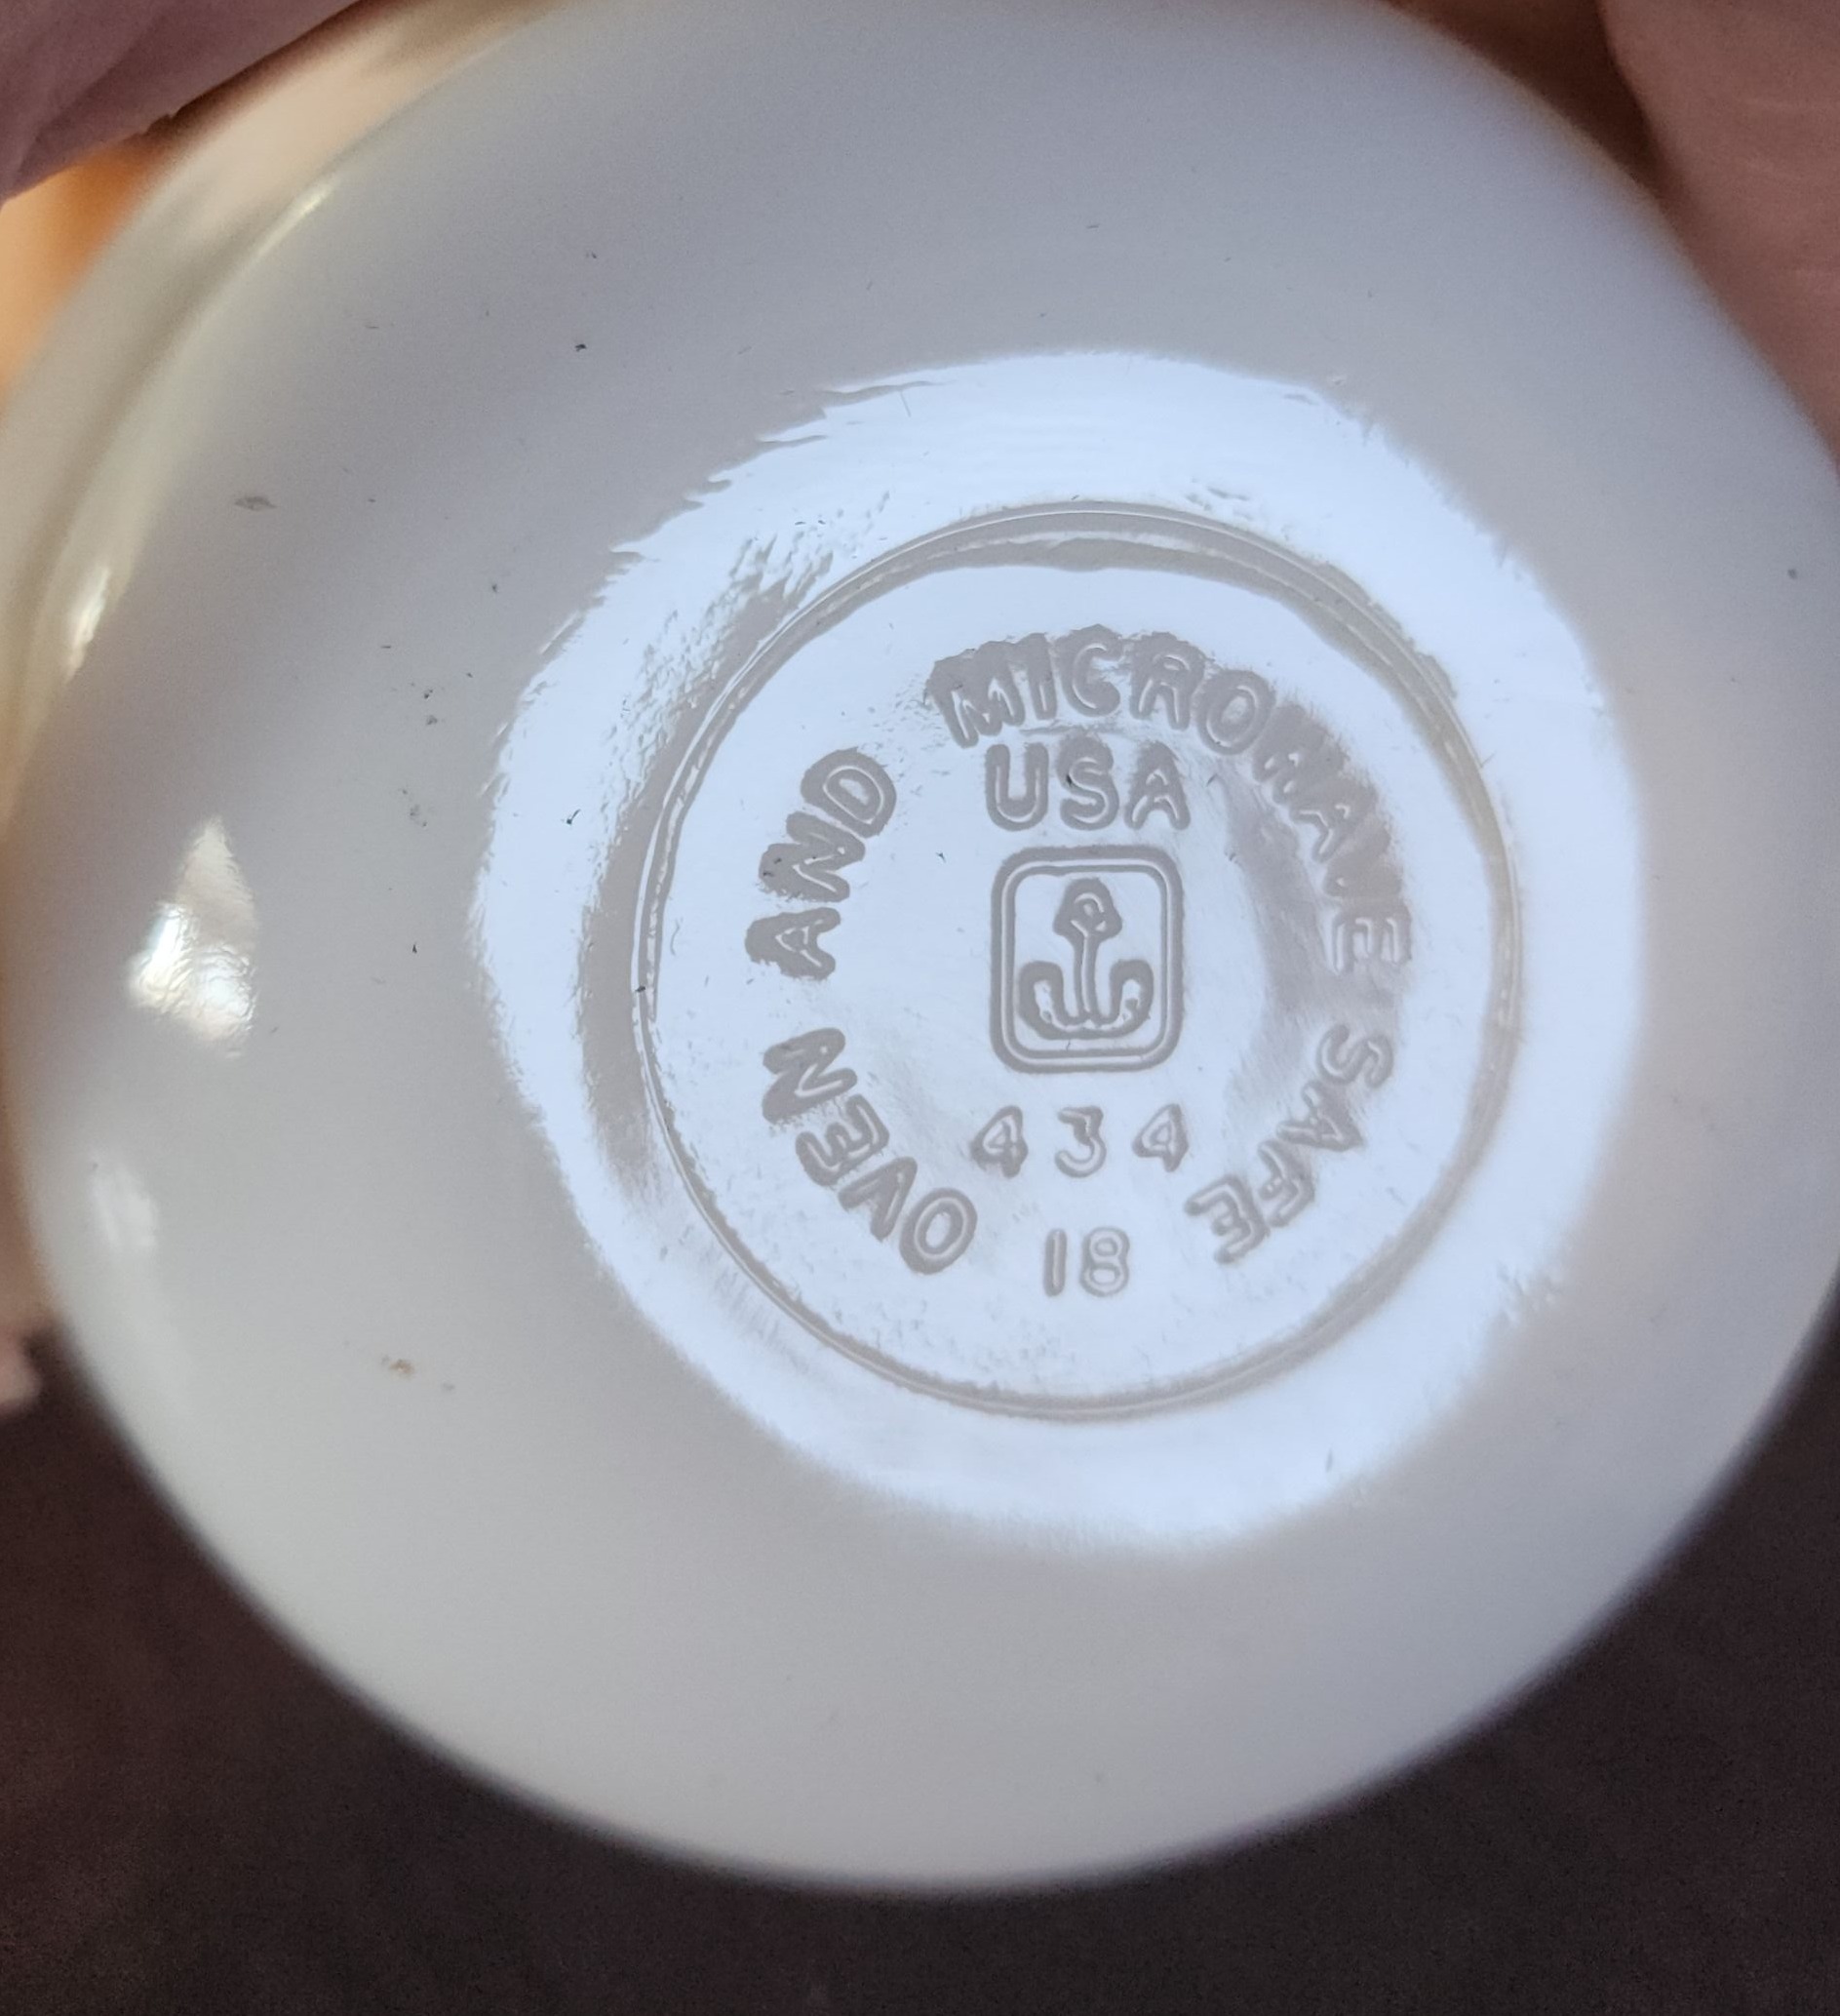 OVEN AND MICROWAVE SAFE
USA
434
18